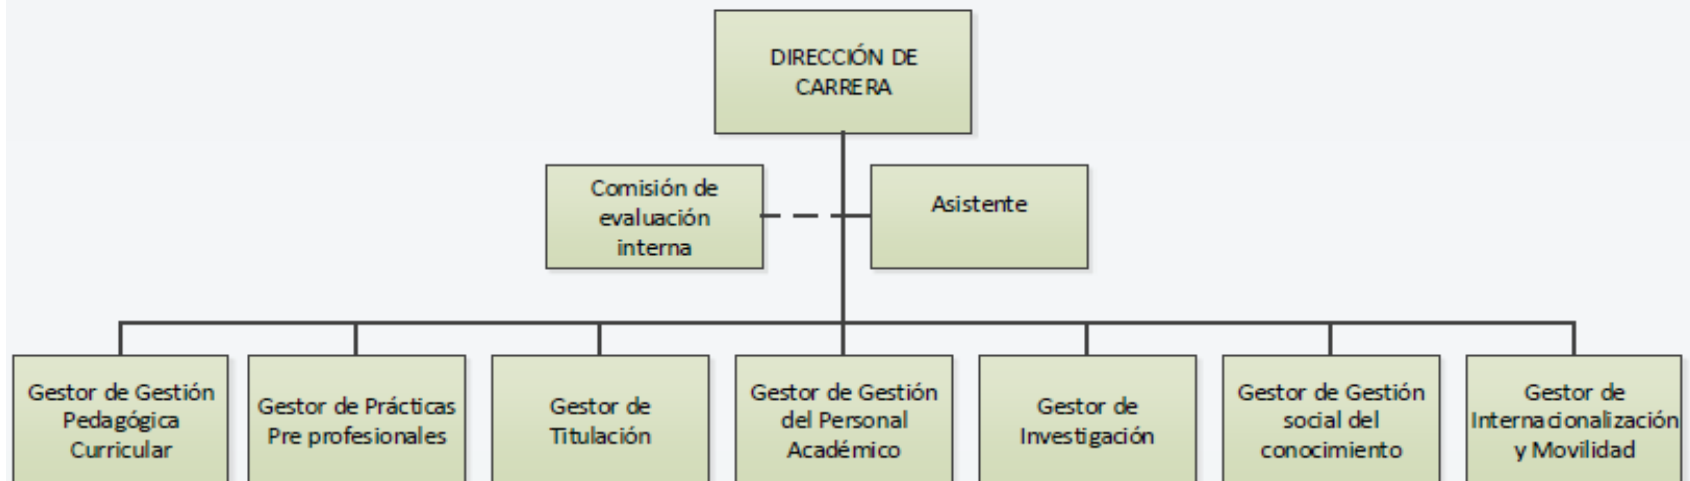 DIRECCIÓN DE
CARRERA
Comisión de
evaluación
interna
Asistente
Gestor de Gestión
Pedagógica
Curricular
Gestor de Prácticas
Pre profesionales
Gestor de
Titulación
Gestor de Gestión
del Personal
Académico
Gestor de
Investigación
Gestor de Gestión
social del
conocimiento
Gestor de
Internacionalización
y Movilidad